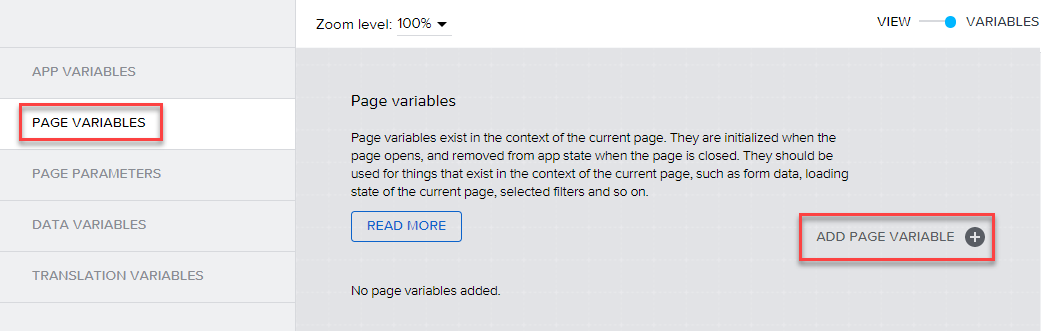 Zoom level: 100%
VIEW
VARIABLES
APP VARIABLES
PAGE VARIABLES
PAGE PARAMETERS
DATA VARIABLES
TRANSLATION VARIABLES
Page variables
Page variables exist in the context of the current page. They are initialized when the
page opens, and removed from app state when the page is closed. They should be
used for things that exist in the context of the current page, such as form data, loading
state of the current page, selected filters and so on.
READ MORE
ADD PAGE VARIABLE
No page variables added.